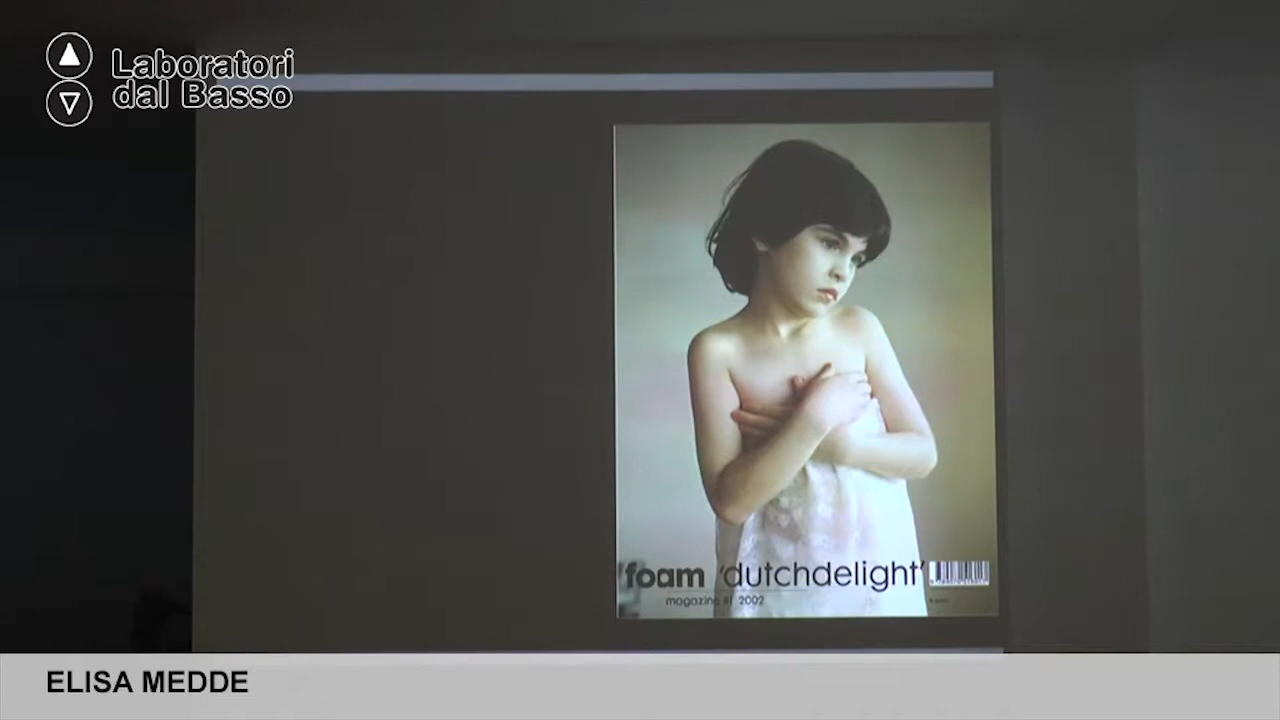 Laboratori
dal Basso
'foam 'dutchdelight'
magazine #1 2002
ELISA MEDDE